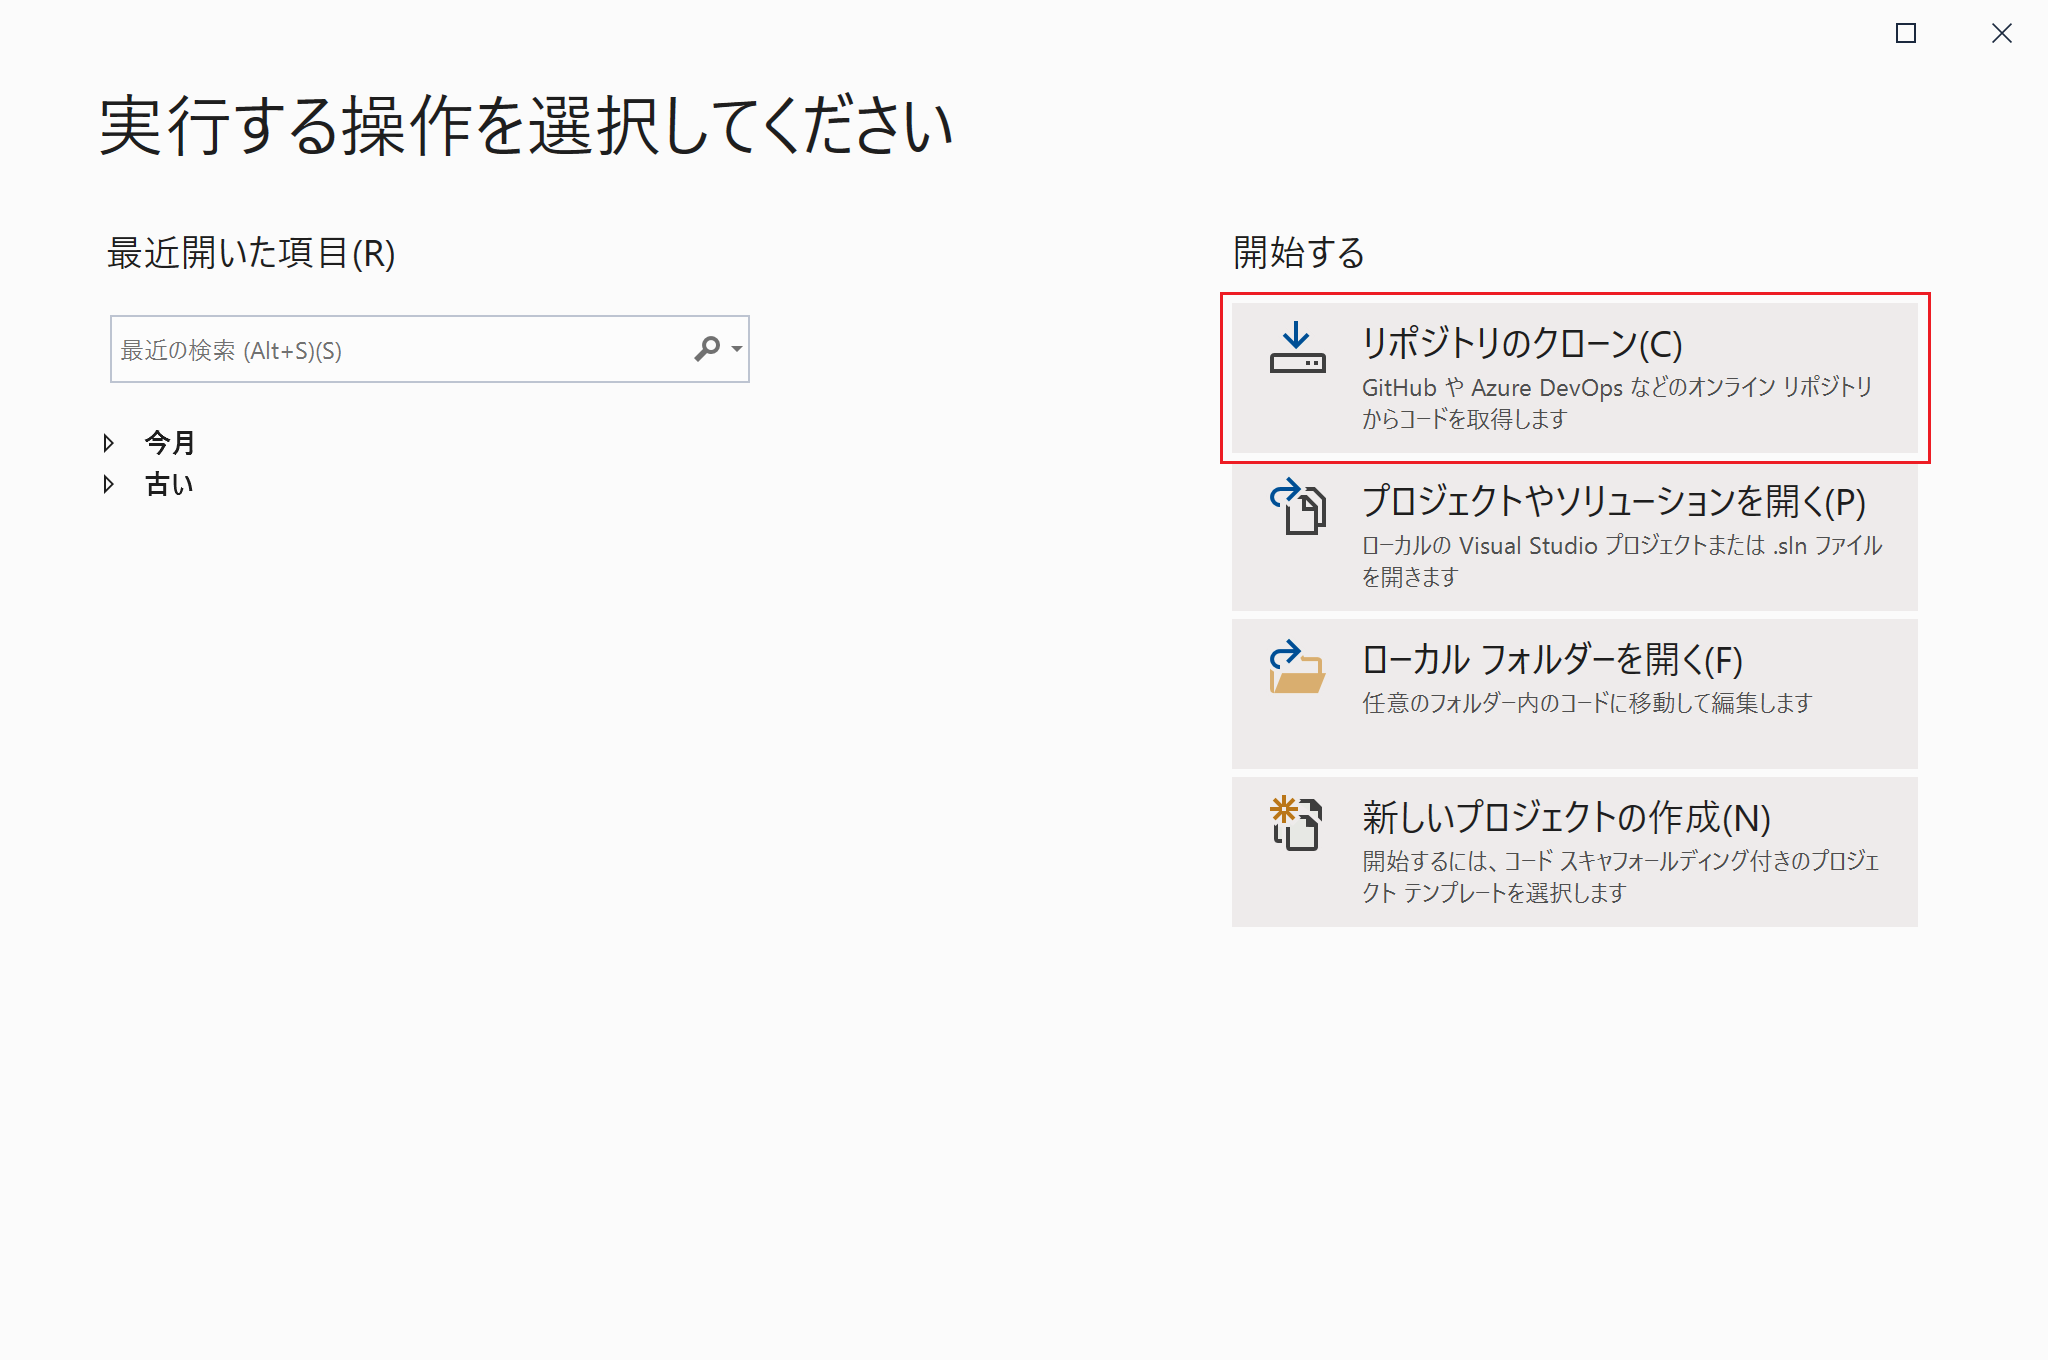 実行する操作を選択してください
最近開いた項目(R)
最近の検索 (Alt+S)(S)
今月
古い
開始する
リポジトリのクローン(C)
GitHub や Azure DevOps などのオンライン リポジトリ
からコードを取得します
プロジェクトやソリューションを開く(P)
ローカルの Visual Studio プロジェクトまたは .sln ファイル
を開きます
ローカル フォルダーを開く(F)
任意のフォルダー内のコードに移動して編集します
新しいプロジェクトの作成(N)
開始するには、コード スキャフォールディング付きのプロジェ
クト テンプレートを選択します